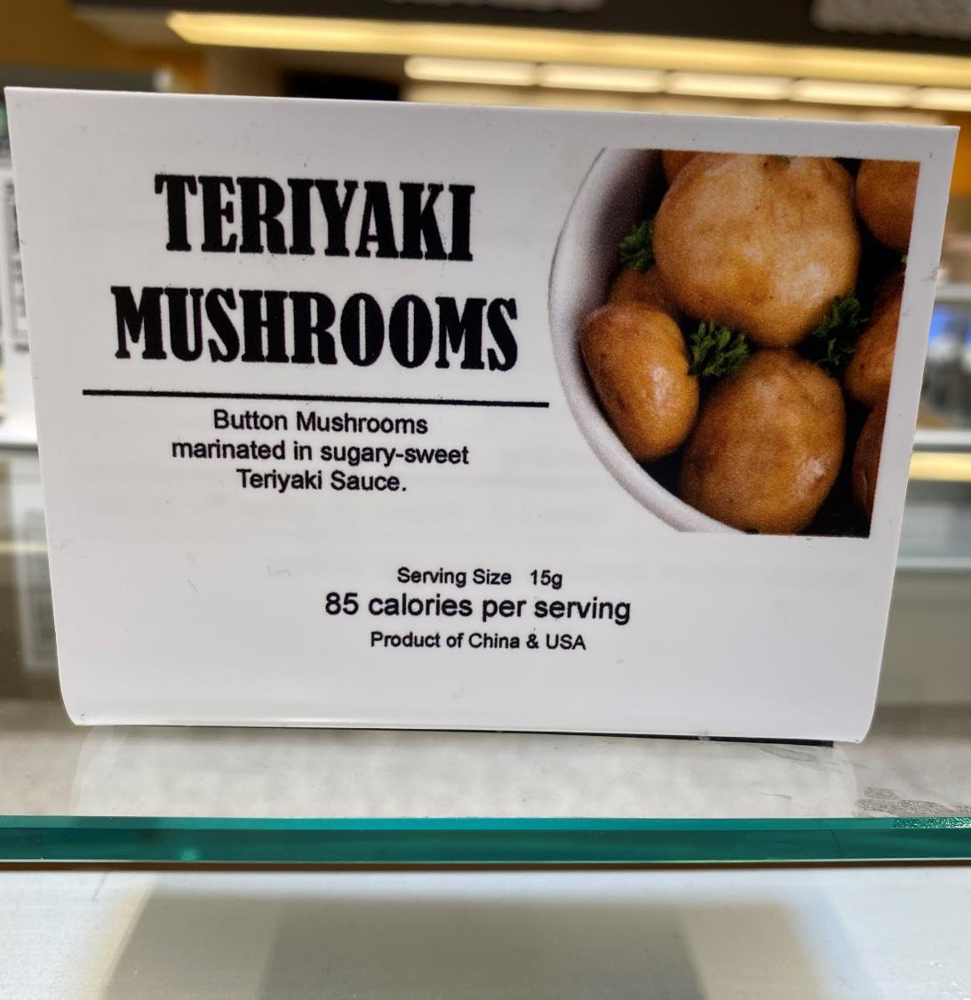 TERIYAKI
MUSHROOMS
Button Mushrooms
marinated in sugary-sweet
Teriyaki Sauce.
Serving Size 15g
85 calories per serving
Product of China & USA